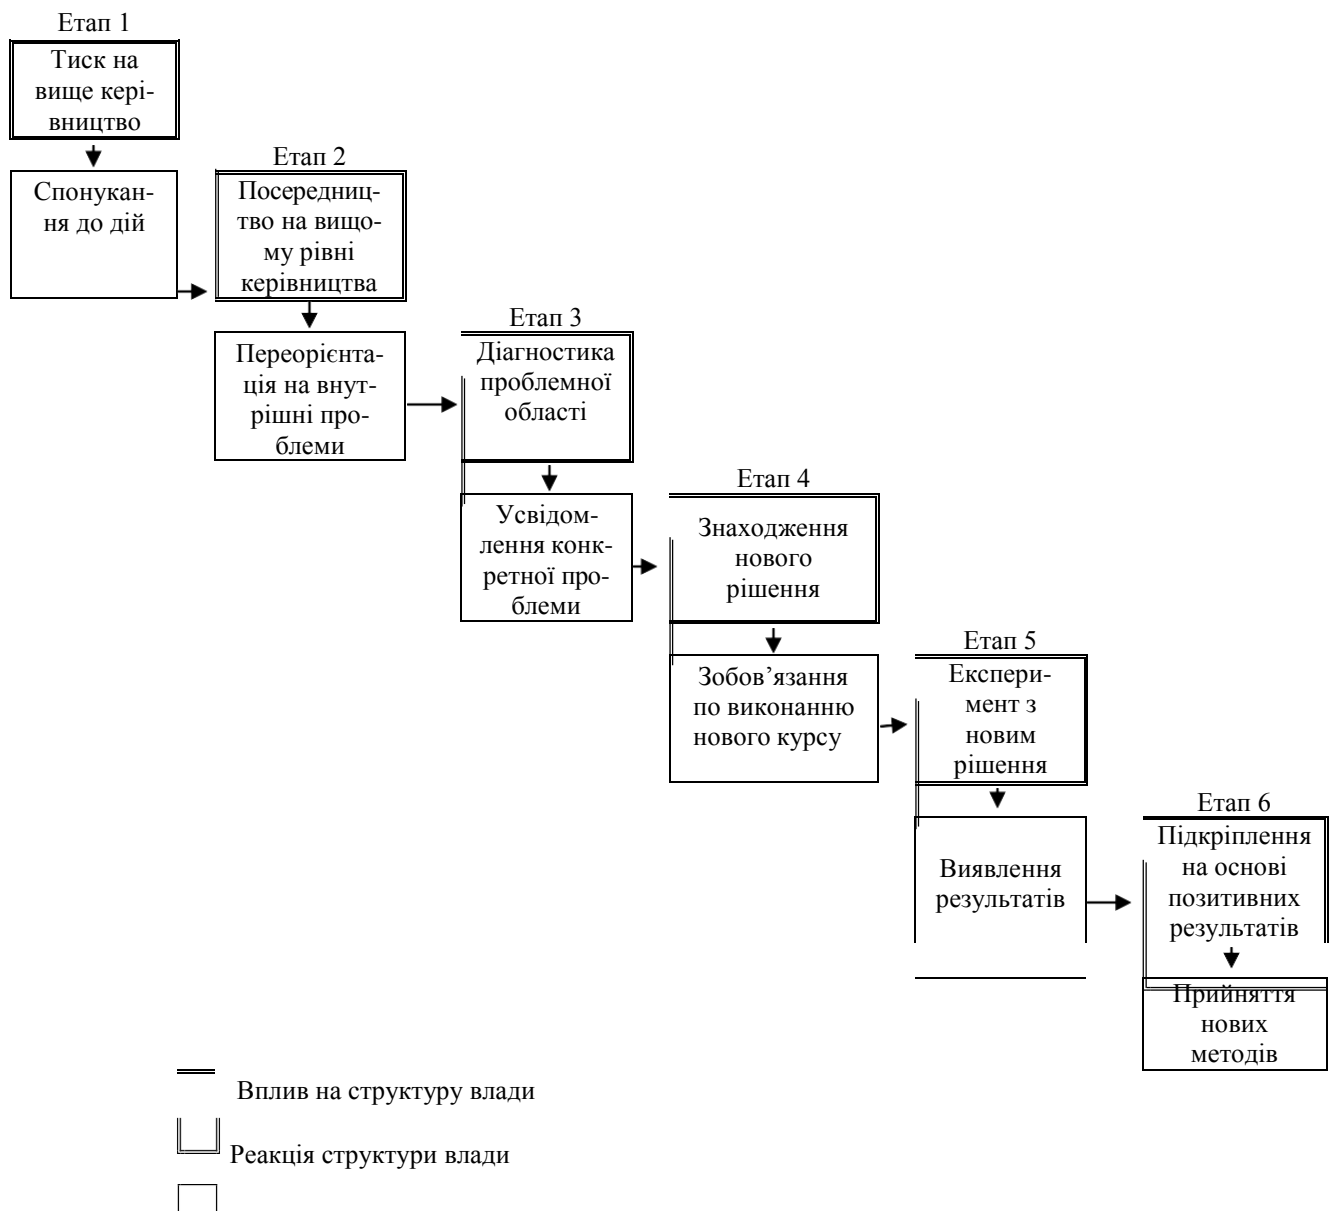 Етап 1
Тиск на
вище кері-
вництво
Спонукан-
ня до дій
Етап 2
Посередниц-
тво на вищо-
му рівні
керівництва
Переорієнта-
ція на внут-
рішні про-
блеми
Етап 3
Діагностика
проблемної
області
Усвідом-
лення конк-
ретної про-
блеми
Етап 4
Знаходження
нового
рішення
Зобов’язання
по виконанню
нового курсу
Етап 5
Експери-
мент з
новим
рішення
Виявлення
результатів
Етап 6
Підкріплення
на основі
позитивних
результатів
Прийняття
нових
методів
Вплив на структуру влади
Реакція структури влади